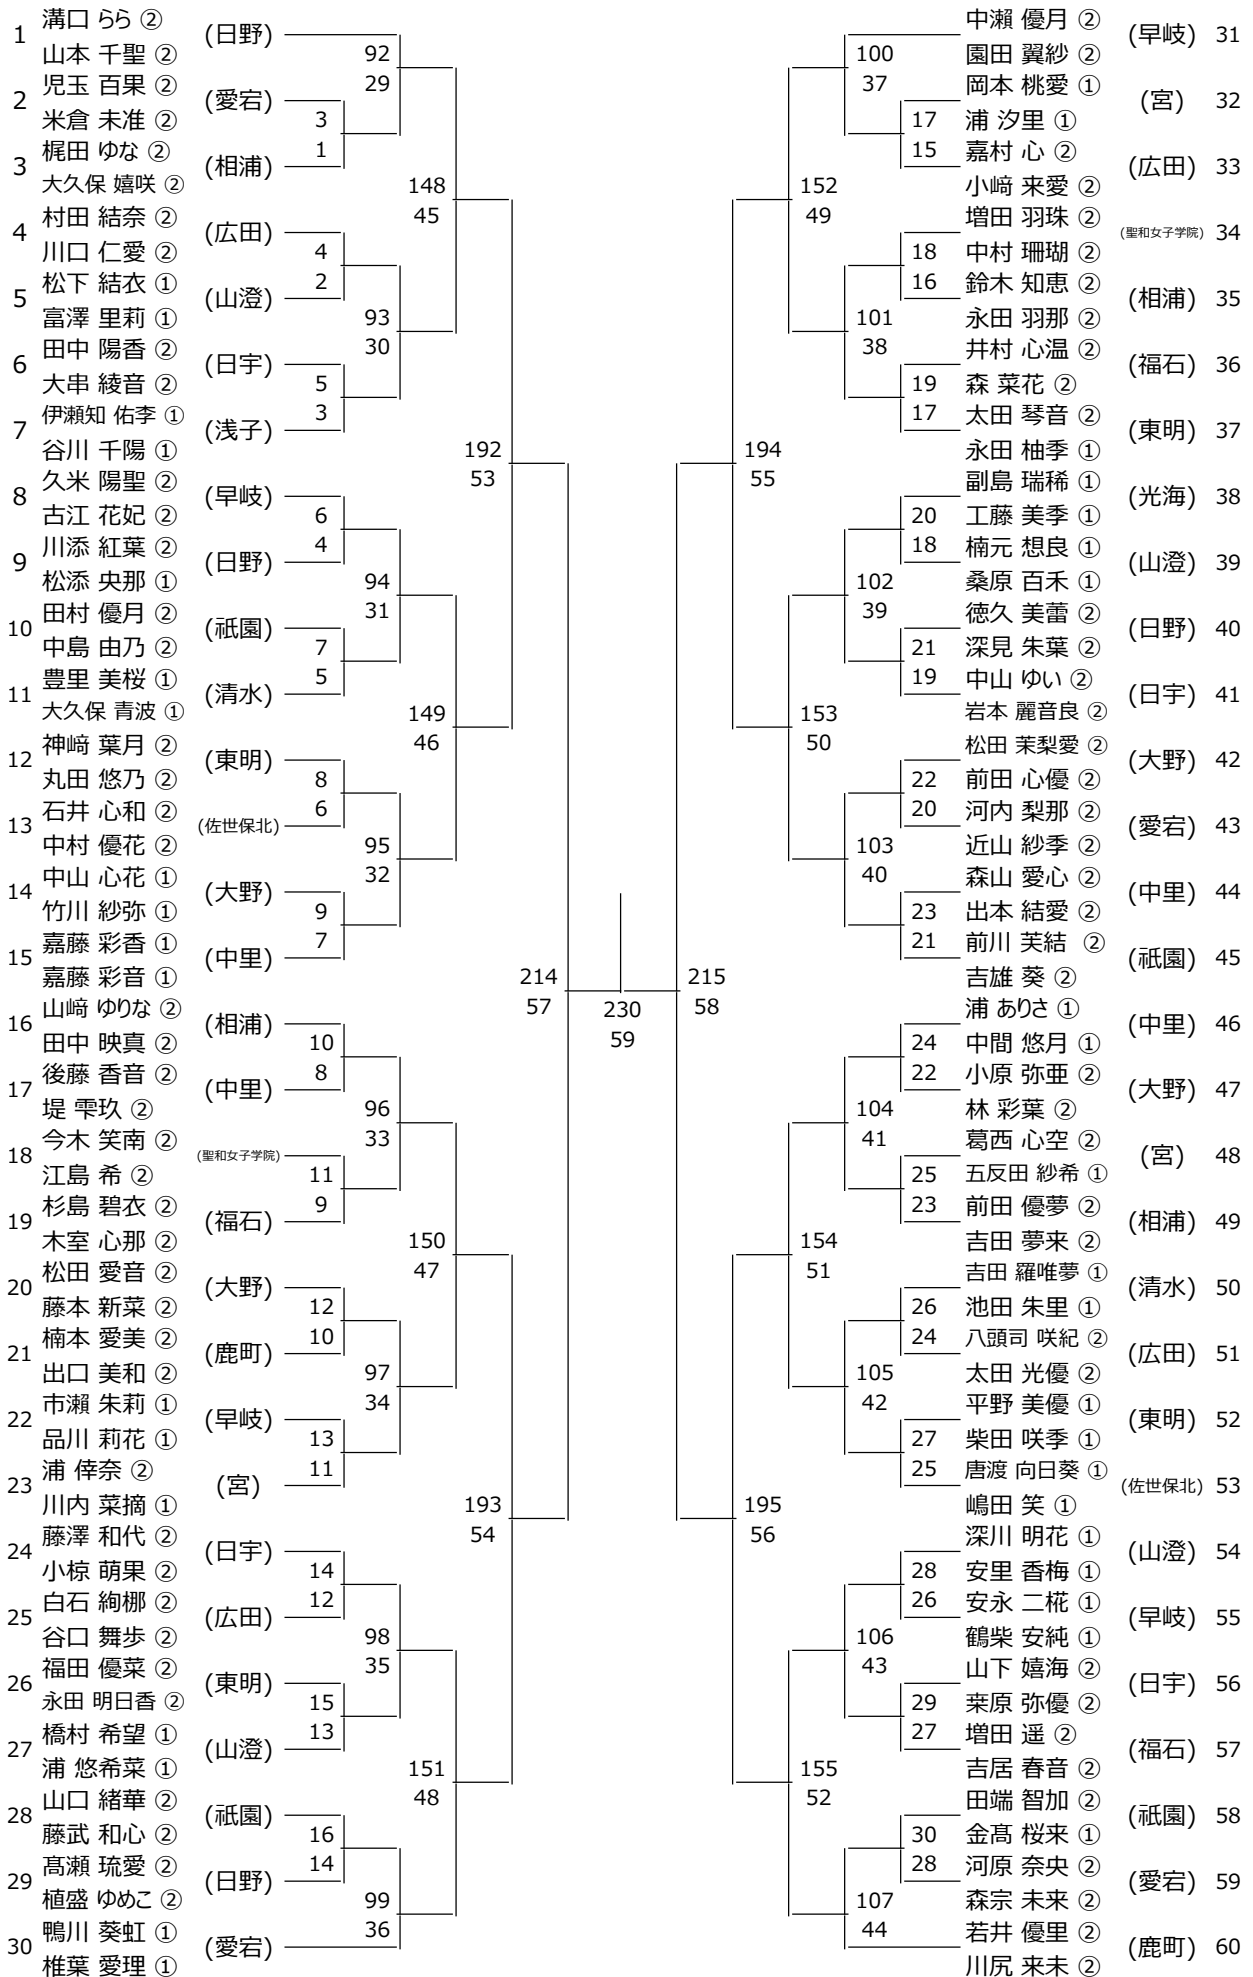 1 溝口 らら ② (日野)
山本 千聖 ②
2 児玉 百果 ② (愛宕)
米倉 未准 ②
3 梶田 ゆな ② (相浦)
大久保 嬉咲 ②
4 村田 結奈 ② (広田)
川口 仁愛 ②
5 松下 結衣 ① (山澄)
富澤 里莉 ①
6 田中 陽香 ② (日宇)
大串 綾音 ②
7 伊瀬知 佑李 ① (浅子)
谷川 千陽 ①
8 久米 陽聖 ② (早岐)
古江 花妃 ②
9 川添 紅葉 ② (日野)
松添 央那 ①
10 田村 優月 ② (祇園)
中島 由乃 ②
11 豊里 美桜 ① (清水)
大久保 青波 ①
12 神﨑 葉月 ② (東明)
丸田 悠乃 ②
13 石井 心和 ② (佐世保北)
中村 優花 ②
14 中山 心花 ① (大野)
竹川 紗弥 ①
15 嘉藤 彩香 ① (中里)
嘉藤 彩音 ①
16 山﨑 ゆりな ② (相浦)
田中 映真 ②
17 後藤 香音 ② (中里)
堤 雫玖 ②
18 今木 笑南 ② (聖和女子学院)
江島 希 ②
19 杉島 碧衣 ② (福石)
木室 心那 ②
20 松田 愛音 ② (大野)
藤本 新菜 ②
21 楠本 愛美 ② (鹿町)
出口 美和 ②
22 市瀬 朱莉 ① (早岐)
品川 莉花 ①
23 浦 倖奈 ② (宮)
川内 菜摘 ①
24 藤澤 和代 ② (日宇)
小椋 萌果 ②
25 白石 絢梛 ② (広田)
谷口 舞歩 ②
26 福田 優菜 ② (東明)
永田 明日香 ②
27 橋村 希望 ① (山澄)
浦 悠希菜 ①
28 山口 緒華 ② (祇園)
藤武 和心 ②
29 髙瀬 琉愛 ② (日野)
植盛 ゆめこ ②
30 鴨川 葵虹 ① (愛宕)
椎葉 愛理 ①
3
1
4
2
5
3
6
4
7
5
8
6
9
7
10
8
11
9
12
10
13
11
14
12
15
13
16
14
92
29
93
30
94
31
95
32
96
33
97
34
98
35
99
36
148
45
149
46
150
47
151
48
192
53
193
54
214
57
230
59
215
58
194
55
195
56
152
49
153
50
154
51
155
52
100
37
101
38
102
39
103
40
104
41
105
42
106
43
107
44
17
15
18
16
19
17
20
18
21
19
22
20
23
21
24
22
25
23
26
24
27
25
28
26
29
27
30
28
中瀬 優月 ② (早岐) 31
園田 翼紗 ②
岡本 桃愛 ① (宮) 32
浦 汐里 ①
嘉村 心 ② (広田) 33
小﨑 来愛 ②
増田 羽珠 ② (聖和女子学院) 34
中村 珊瑚 ②
鈴木 知恵 ② (相浦) 35
永田 羽那 ②
井村 心温 ② (福石) 36
森 菜花 ②
太田 琴音 ② (東明) 37
永田 柚季 ①
副島 瑞稀 ① (光海) 38
工藤 美季 ①
楠元 想良 ① (山澄) 39
桑原 百禾 ①
徳久 美蕾 ② (日野) 40
深見 朱葉 ②
中山 ゆい ② (日宇) 41
岩本 麗音良 ②
松田 茉梨愛 ② (大野) 42
前田 心優 ②
河内 梨那 ② (愛宕) 43
近山 紗季 ②
森山 愛心 ② (中里) 44
出本 結愛 ②
前川 芙結 ② (祇園) 45
吉雄 葵 ②
浦 ありさ ① (中里) 46
中間 悠月 ①
小原 弥亜 ② (大野) 47
林 彩葉 ②
葛西 心空 ② (宮) 48
五反田 紗希 ①
前田 優夢 ② (相浦) 49
吉田 夢来 ②
吉田 羅唯夢 ① (清水) 50
池田 朱里 ①
八頭司 咲紀 ② (広田) 51
太田 光優 ②
平野 美優 ① (東明) 52
柴田 咲季 ①
唐渡 向日葵 ① (佐世保北) 53
嶋田 笑 ①
深川 明花 ① (山澄) 54
安里 香梅 ①
安永 二椛 ① (早岐) 55
鶴柴 安純 ①
山下 嬉海 ② (日宇) 56
桒原 弥優 ②
増田 遥 ② (福石) 57
吉居 春音 ②
田端 智加 ② (祇園) 58
金髙 桜来 ①
河原 奈央 ② (愛宕) 59
森宗 未来 ②
若井 優里 ② (鹿町) 60
川尻 来未 ②